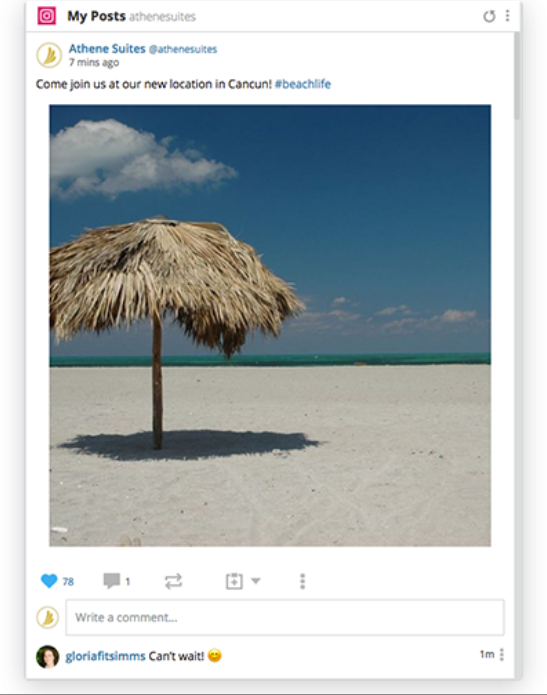 My Posts athenesuites
Athene Suites @athenesuites
7 mins ago
Come join us at our new location in Cancun! #beachlife
78 1
Write a comment...
gloriafitsimms Can't wait! 😊 1m